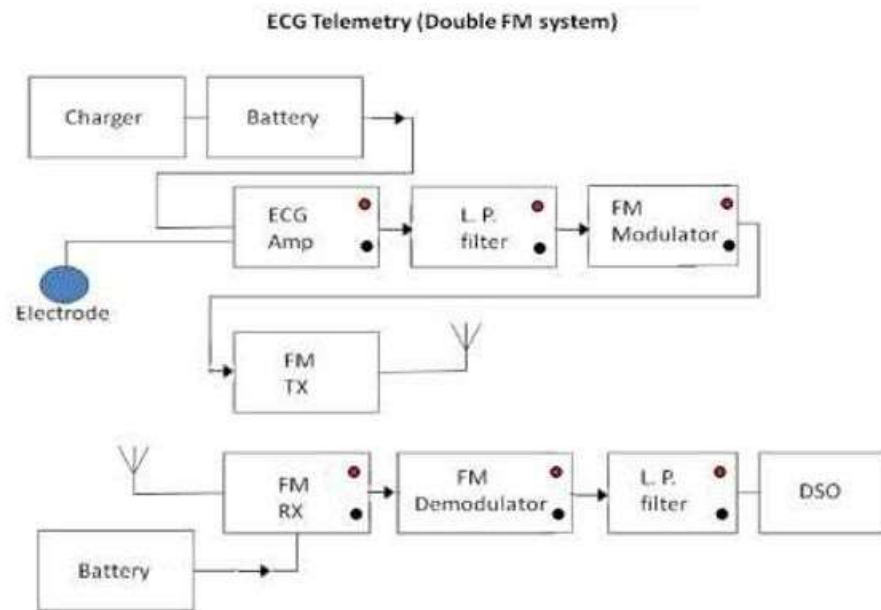 ECG Telemetry (Double FM system)
Charger
Battery
ECG
Amp
L. P.
filter
FM
Modulator
Electrode
FM
TX
FM
RX
FM
Demodulator
L. P.
filter
DSO
Battery